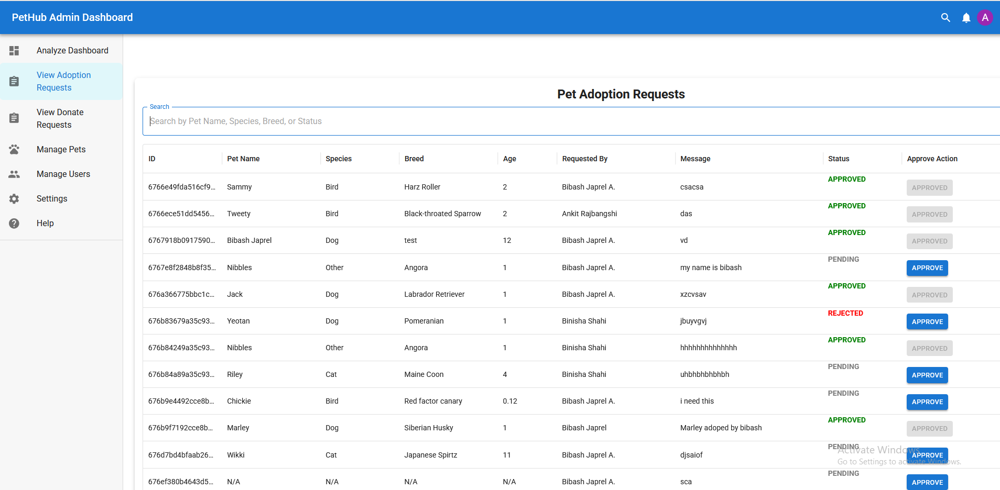 PetHub Admin Dashboard
A
Analyze Dashboard
View Adoption
Requests
View Donate
Requests
Manage Pets
Manage Users
Settings
Help
Pet Adoption Requests
Search
Search by Pet Name, Species, Breed, or Status
ID Pet Name Species Breed Age Requested By Message Status Approve Action
6766e49fda516cf9... Sammy Bird Harz Roller 2 Bibash Japrel A. csacsa APPROVED APPROVED
6766ece51dd5456... Tweety Bird Black-throated Sparrow 2 Ankit Rajbangshi das APPROVED APPROVED
6767918b0917590... Bibash Japrel Dog test 12 Bibash Japrel A. vd APPROVED APPROVED
6767e8f2848b8f35... Nibbles Other Angora 1 Bibash Japrel A. my name is bibash PENDING APPROVE
676a366775bbc1c... Jack Dog Labrador Retriever 1 Bibash Japrel A. xzcvsav APPROVED APPROVED
676b83679a35c93... Yeotan Dog Pomeranian 1 Binisha Shahi jbuyvgvj REJECTED APPROVE
676b84249a35c93... Nibbles Other Angora 1 Binisha Shahi hhhhhhhhhhhhhh APPROVED APPROVED
676b84a89a35c93... Riley Cat Maine Coon 4 Binisha Shahi uhbhbhbhbhbh PENDING APPROVE
676b9e4492cce8b... Chickie Bird Red factor canary 0.12 Bibash Japrel A. i need this PENDING APPROVE
676b9f7192cce8b... Marley Dog Siberian Husky 1 Bibash Japrel Marley adoped by bibash APPROVED APPROVED
676d7bd4bfaab26... Wikki Cat Japanese Spirtz 11 Bibash Japrel A. djsaiof PENDING APPROVE
Activate Windows
Go to Settings to activate Windows.
676ef380b4643d5... N/A N/A N/A N/A Bibash Japrel A. sca PENDING APPROVE